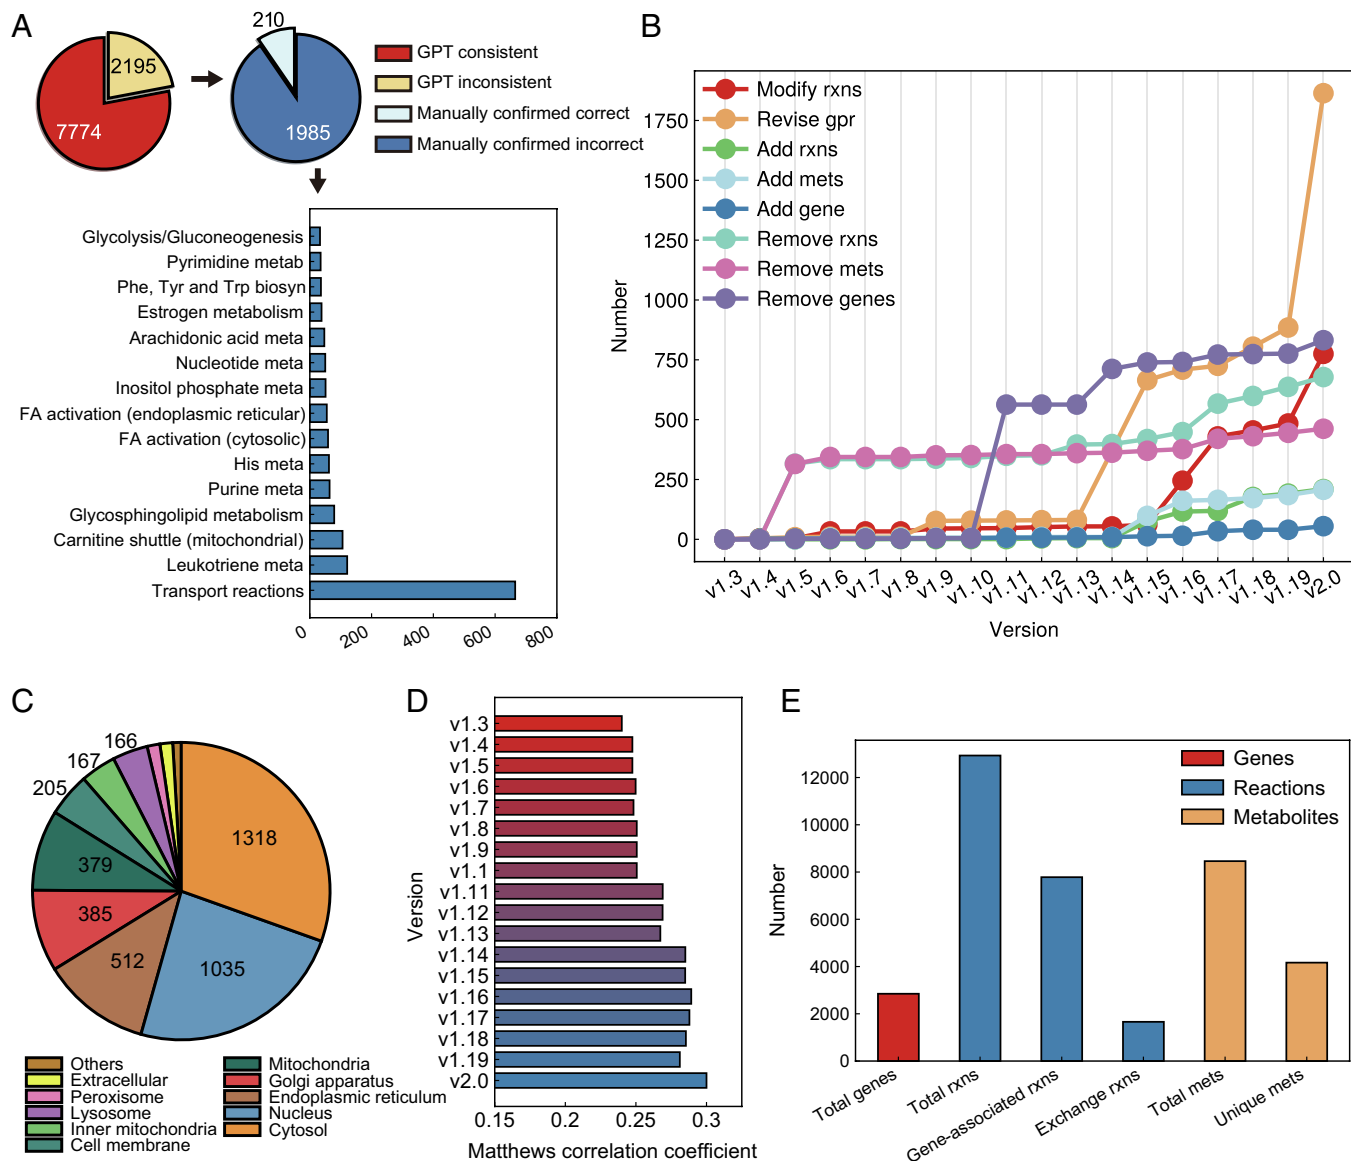 A
210
2195
7774
1985
GPT consistent
GPT inconsistent
Manually confirmed correct
Manually confirmed incorrect
Glycolysis/Gluconeogenesis
Pyrimidine metab
Phe, Tyr and Trp biosyn
Estrogen metabolism
Arachidonic acid meta
Nucleotide meta
Inositol phosphate meta
FA activation (endoplasmic reticular)
FA activation (cytosolic)
His meta
Purine meta
Glycosphingolipid metabolism
Carnitine shuttle (mitochondrial)
Leukotriene meta
Transport reactions
0 200 400 600 800
B
Modify rxns
Revise gpr
Add rxns
Add mets
Add gene
Remove rxns
Remove mets
Remove genes
Number
1750
1500
1250
1000
750
500
250
0
v1.3 v1.4 v1.5 v1.6 v1.7 v1.8 v1.9 v1.10 v1.11 v1.12 v1.13 v1.14 v1.15 v1.16 v1.17 v1.18 v1.19 v2.0
Version
C
166
167
205
379
385
512
1035
1318
Others
Extracellular
Peroxisome
Lysosome
Inner mitochondria
Cell membrane
Mitochondria
Golgi apparatus
Endoplasmic reticulum
Nucleus
Cytosol
D
Version
v1.3
v1.4
v1.5
v1.6
v1.7
v1.8
v1.9
v1.1
v1.11
v1.12
v1.13
v1.14
v1.15
v1.16
v1.17
v1.18
v1.19
v2.0
0.15 0.2 0.25 0.3
Matthews correlation coefficient
E
Genes
Reactions
Metabolites
Number
12000
10000
8000
6000
4000
2000
0
Total genes
Total rxns
Gene-associated rxns
Exchange rxns
Total mets
Unique mets